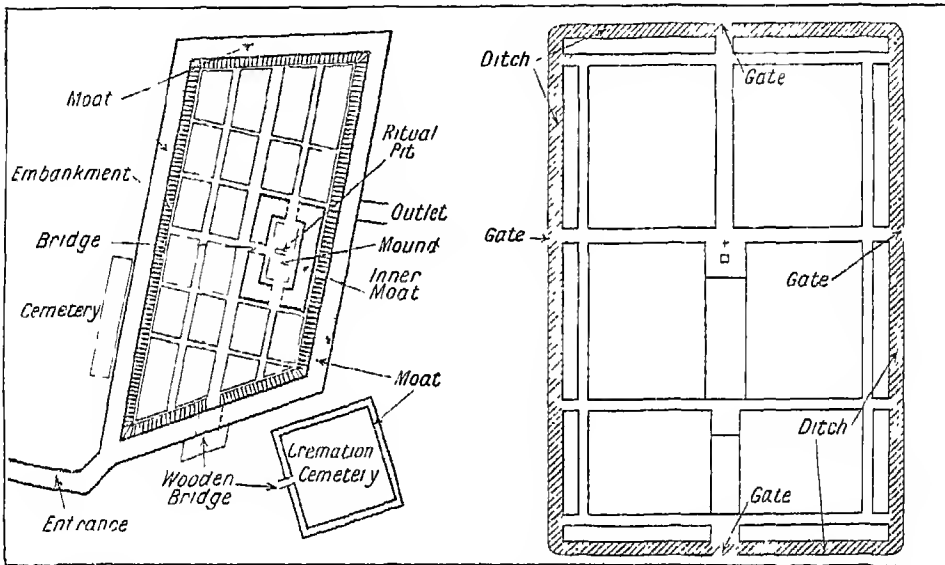 Moat
Embankment
Bridge
Cemetery
Entrance
Wooden
Bridge
Ritual
Pit
Outlet
Mound
Inner
Moat
Moat
Cremation
Cemetery
Ditch
Gate
Gate
Gate
Ditch
Gate